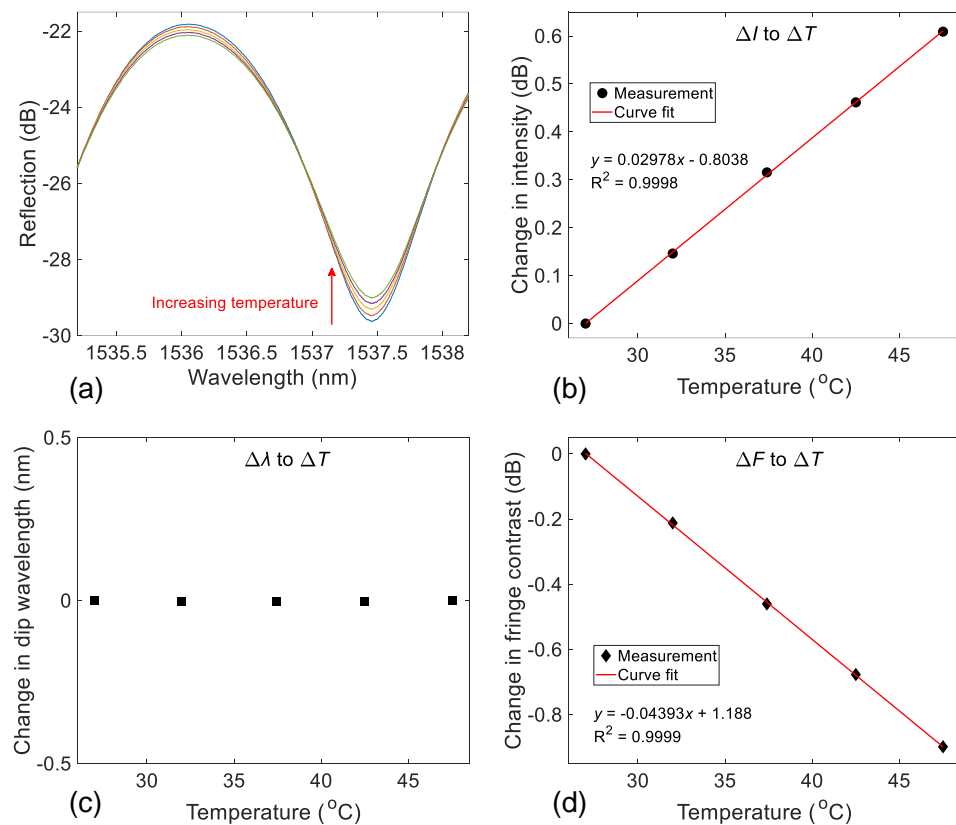 -22
-24
-26
-28
-30
Reflection (dB)
Increasing temperature
1535.5
1536
1536.5
1537
1537.5
1538
Wavelength (nm)
(a)
0.6
0.5
0.4
0.3
0.2
0.1
0
Change in intensity (dB)
ΔI to ΔT
Measurement
Curve fit
y = 0.02978x - 0.8038
R² = 0.9998
30
35
40
45
Temperature (°C)
(b)
0.5
0
-0.5
Change in dip wavelength (nm)
Δλ to ΔT
30
35
40
45
Temperature (°C)
(c)
0
-0.2
-0.4
-0.6
-0.8
Change in fringe contrast (dB)
ΔF to ΔT
Measurement
Curve fit
y = -0.04393x + 1.188
R² = 0.9999
30
35
40
45
Temperature (°C)
(d)